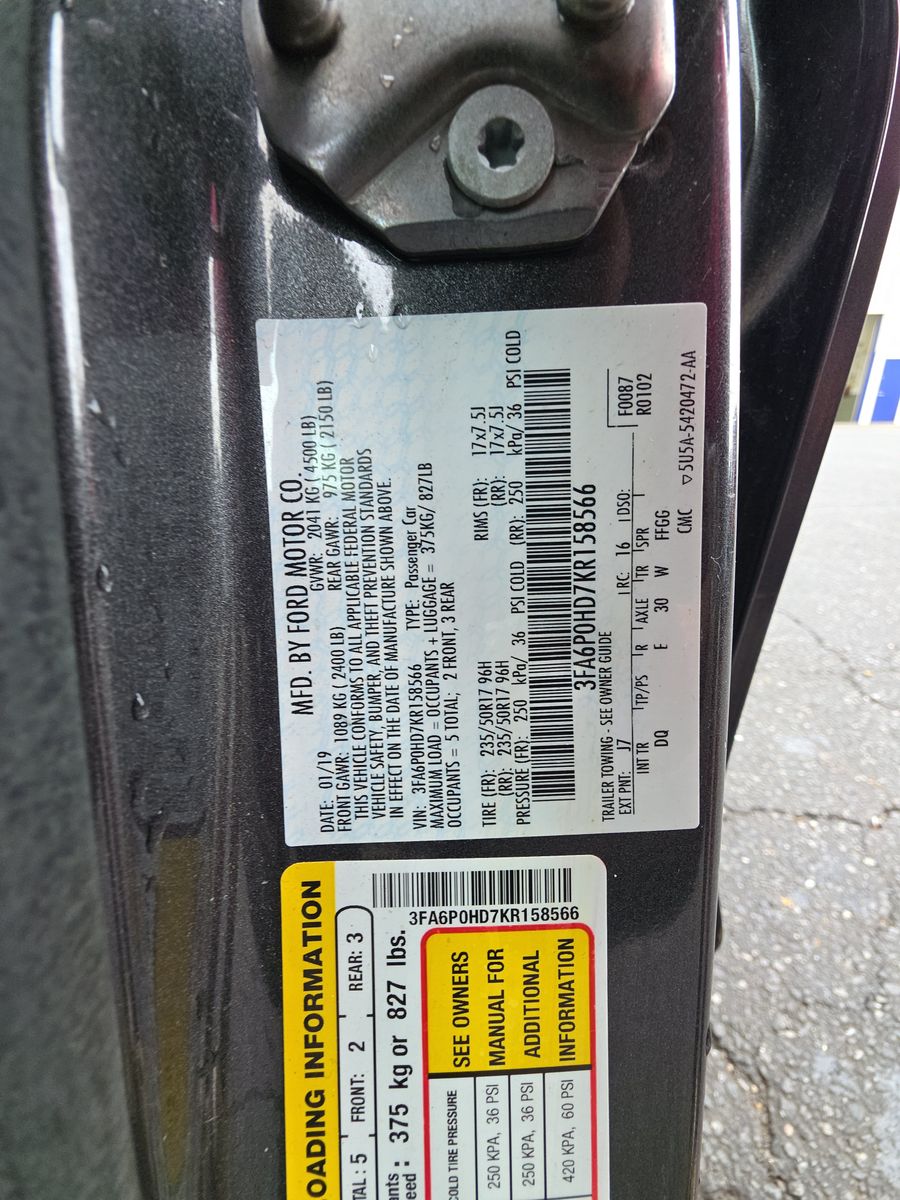 MFD. BY FORD MOTOR CO.
DATE: 01/19 GVWR: 2041 KG ( 4500 LB)
FRONT GAWR: 1089 KG ( 2400 LB) REAR GAWR: 975 KG ( 2150 LB)
THIS VEHICLE CONFORMS TO ALL APPLICABLE FEDERAL MOTOR
VEHICLE SAFETY, BUMPER, AND THEFT PREVENTION STANDARDS
IN EFFECT ON THE DATE OF MANUFACTURE SHOWN ABOVE.
VIN: 3FA6P0HD7KR158566 TYPE: Passenger Car
MAXIMUM LOAD = OCCUPANTS + LUGGAGE = 375KG/ 827LB
OCCUPANTS = 5 TOTAL; 2 FRONT, 3 REAR
TIRE (FR): 235/50R17 96H RIMS (FR): 17x7.5J
(RR): 235/50R17 96H (RR): 17x7.5J
PRESSURE (FR): 250 kPa/ 36 PSI COLD (RR): 250 kPa/ 36 PSI COLD
3FA6P0HD7KR158566
TRAILER TOWING - SEE OWNER GUIDE F0087
EXT PNT: J7 RC: 16 DSO: R0102
INT TR TP/PS R AXLE TR SPR
DQ E 30 W FFGG
CMC ▽5U5A-5420472-AA
OADING INFORMATION
TAL : 5 FRONT: 2 REAR: 3
ants
eed : 375 kg or 827 lbs.
3FA6P0HD7KR158566
COLD TIRE PRESSURE
250 KPA, 36 PSI
250 KPA, 36 PSI
420 KPA, 60 PSI
SEE OWNERS
MANUAL FOR
ADDITIONAL
INFORMATION